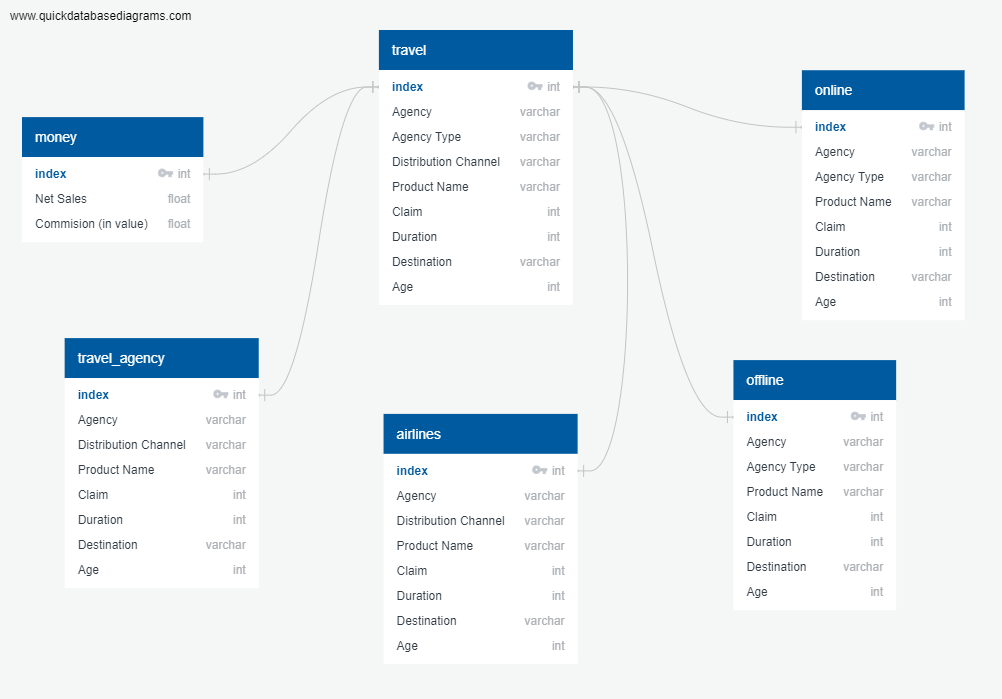 www.quickdatabasediagrams.com
travel
index int
Agency varchar
Agency Type varchar
Distribution Channel varchar
Product Name varchar
Claim int
Duration int
Destination varchar
Age int
online
index int
Agency varchar
Agency Type varchar
Product Name varchar
Claim int
Duration int
Destination varchar
Age int
money
index int
Net Sales float
Commision (in value) float
travel_agency
index int
Agency varchar
Distribution Channel varchar
Product Name varchar
Claim int
Duration int
Destination varchar
Age int
airlines
index int
Agency varchar
Distribution Channel varchar
Product Name varchar
Claim int
Duration int
Destination varchar
Age int
offline
index int
Agency varchar
Agency Type varchar
Product Name varchar
Claim int
Duration int
Destination varchar
Age int